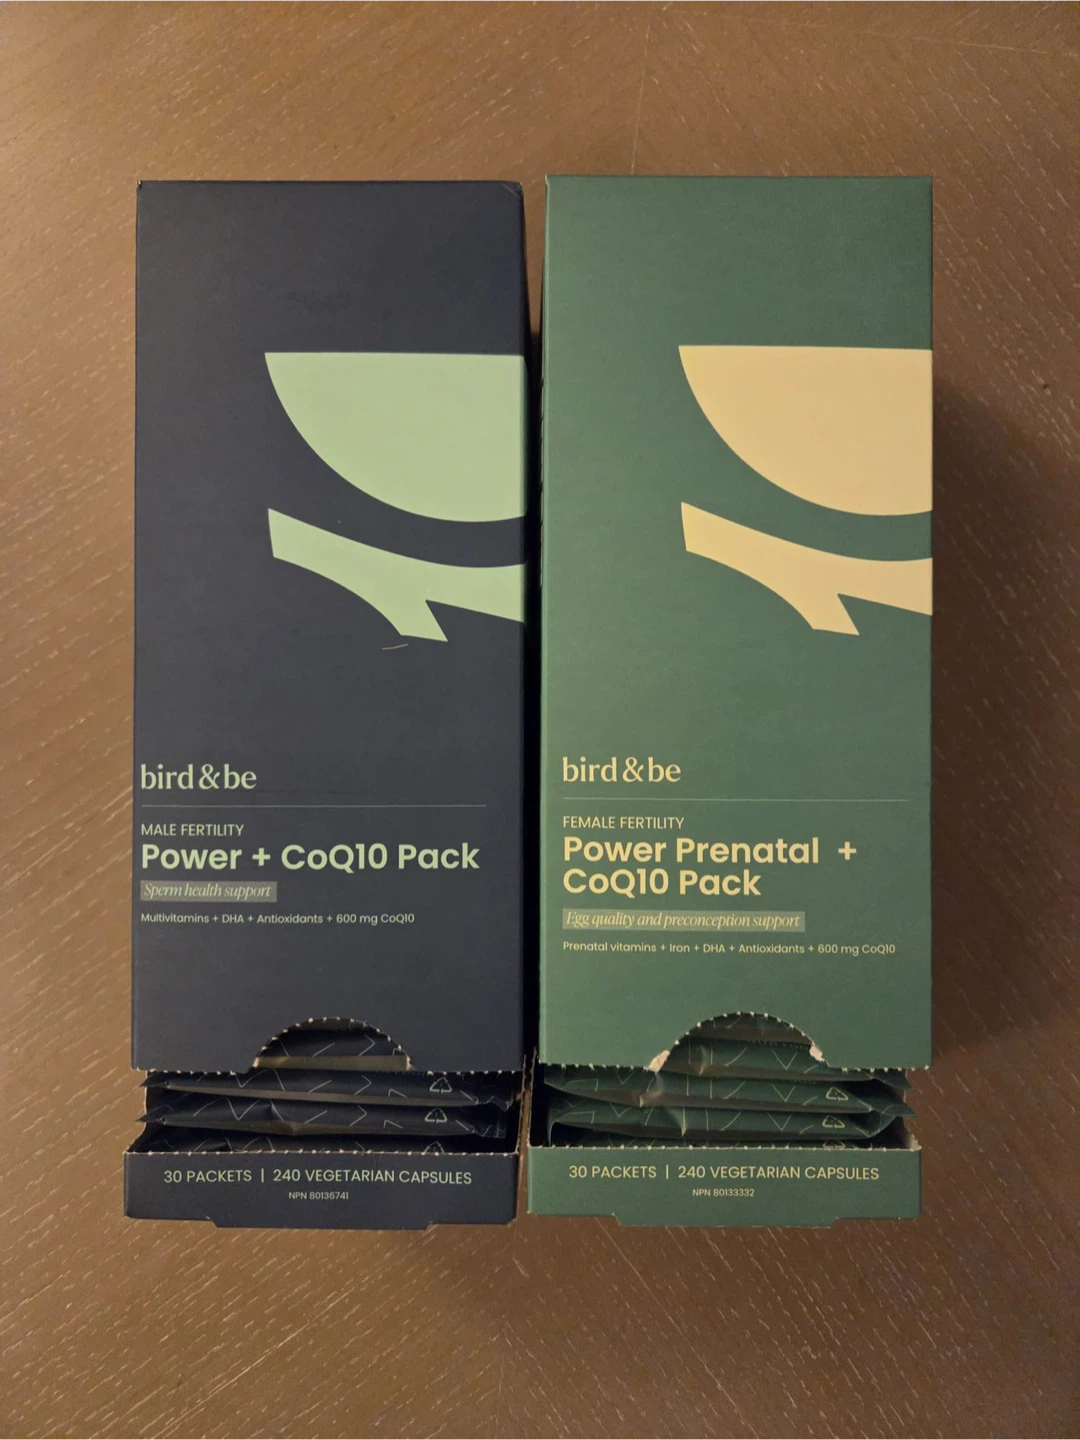 bird&be
MALE FERTILITY
Power + CoQ10 Pack
Sperm health support
Multivitamins + DHA + Antioxidants + 600 mg CoQ10
30 PACKETS | 240 VEGETARIAN CAPSULES
NPN 80136741
bird&be
FEMALE FERTILITY
Power Prenatal +
CoQ10 Pack
Egg quality and preconception support
Prenatal vitamins + Iron + DHA + Antioxidants + 600 mg CoQ10
30 PACKETS | 240 VEGETARIAN CAPSULES
NPN 80133332